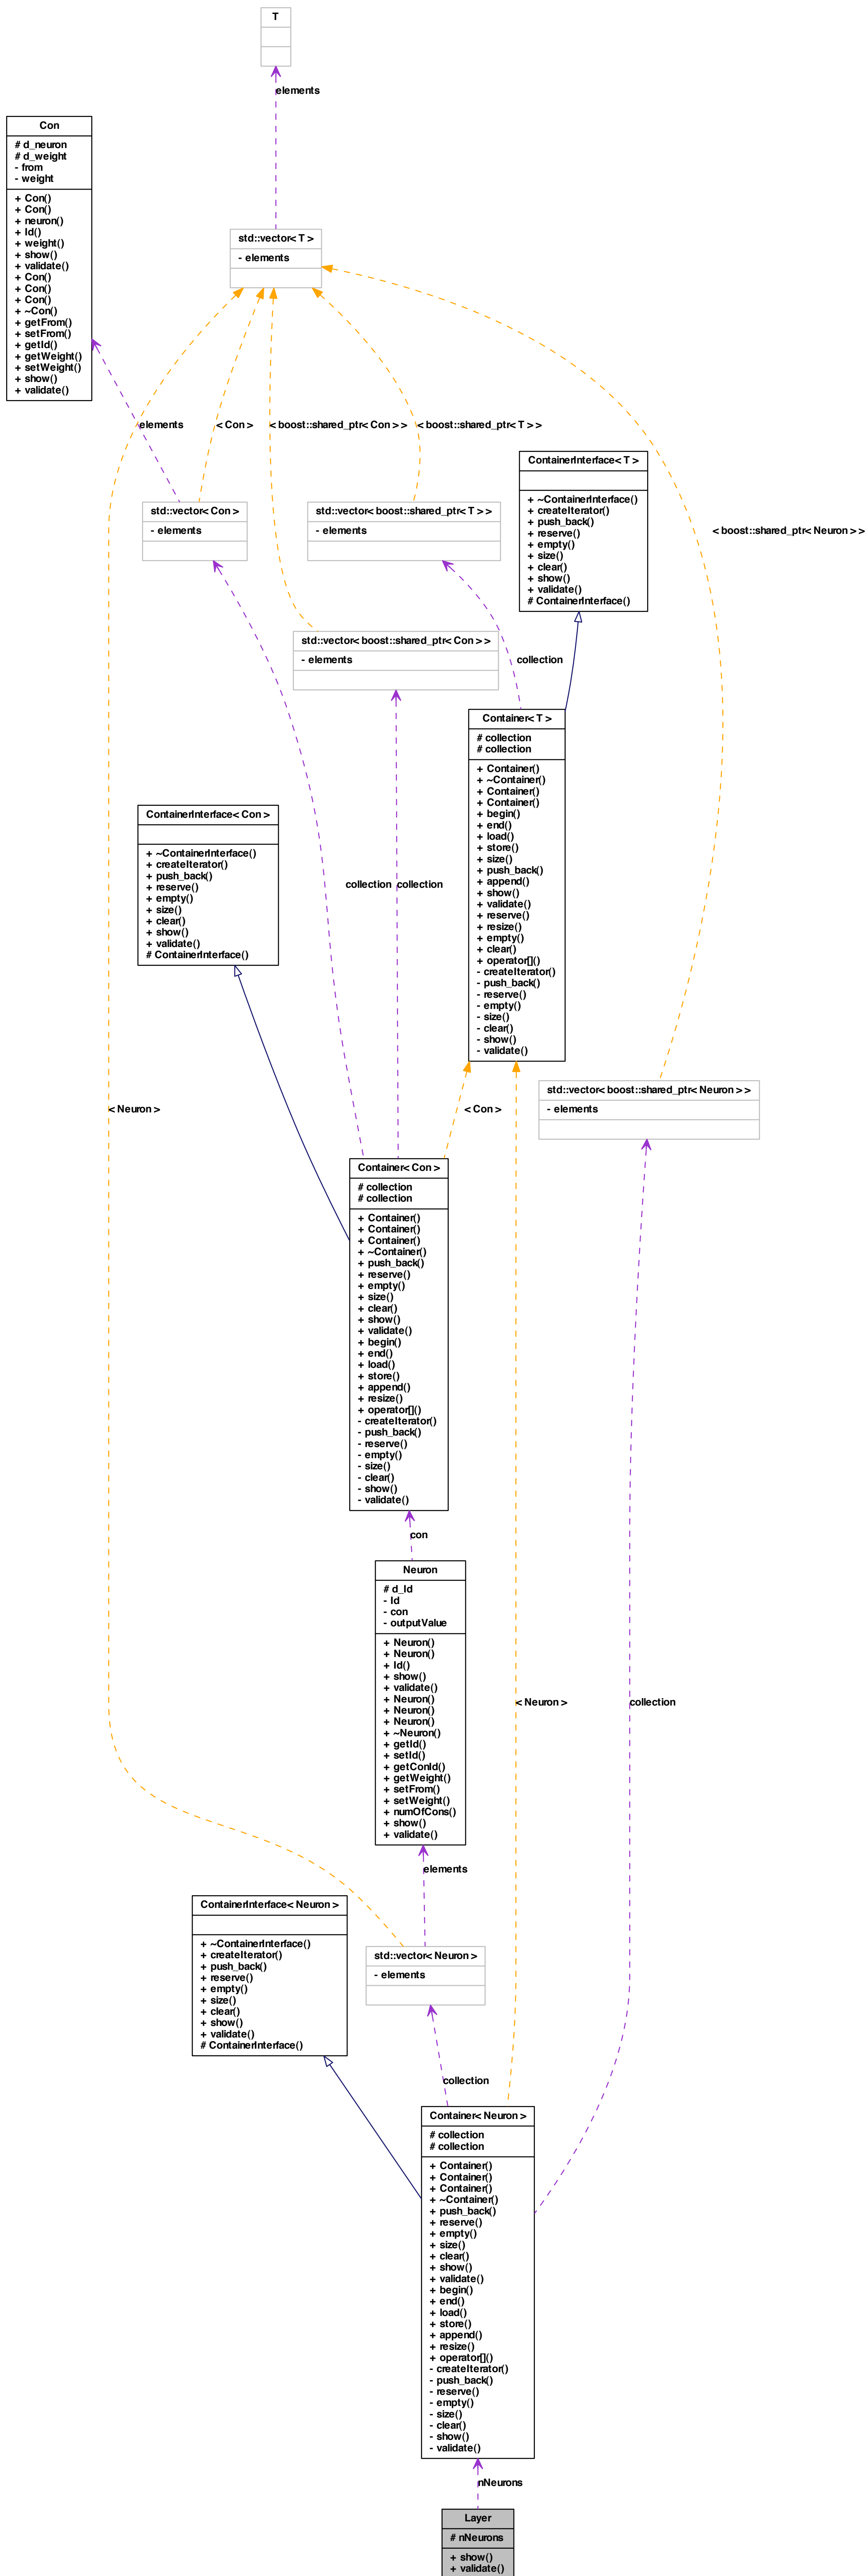 T
elements
Con
# d_neuron
# d_weight
- from
- weight
+ Con()
+ Con()
+ neuron()
+ Id()
+ weight()
+ show()
+ validate()
+ Con()
+ Con()
+ Con()
+ ~Con()
+ getFrom()
+ setFrom()
+ getId()
+ getWeight()
+ setWeight()
+ show()
+ validate()
std::vector< T >
- elements
elements
< Con >
< boost::shared_ptr< Con > >
< boost::shared_ptr< T > >
< boost::shared_ptr< Neuron > >
std::vector< Con >
- elements
std::vector< boost::shared_ptr< T > >
- elements
ContainerInterface< T >
+ ~ContainerInterface()
+ createIterator()
+ push_back()
+ reserve()
+ empty()
+ size()
+ clear()
+ show()
+ validate()
# ContainerInterface()
std::vector< boost::shared_ptr< Con > >
- elements
collection
Container< T >
# collection
# collection
+ Container()
+ ~Container()
+ Container()
+ Container()
+ begin()
+ end()
+ load()
+ store()
+ size()
+ push_back()
+ append()
+ show()
+ validate()
+ reserve()
+ resize()
+ empty()
+ clear()
+ operator[]()
- createIterator()
- push_back()
- reserve()
- empty()
- size()
- clear()
- show()
- validate()
ContainerInterface< Con >
+ ~ContainerInterface()
+ createIterator()
+ push_back()
+ reserve()
+ empty()
+ size()
+ clear()
+ show()
+ validate()
# ContainerInterface()
collection
collection
std::vector< boost::shared_ptr< Neuron > >
- elements
< Neuron >
< Con >
Container< Con >
# collection
# collection
+ Container()
+ Container()
+ Container()
+ ~Container()
+ push_back()
+ reserve()
+ empty()
+ size()
+ clear()
+ show()
+ validate()
+ begin()
+ end()
+ load()
+ store()
+ append()
+ resize()
+ operator[]()
- createIterator()
- push_back()
- reserve()
- empty()
- size()
- clear()
- show()
- validate()
con
Neuron
# d_Id
- Id
- con
- outputValue
+ Neuron()
+ Neuron()
+ Id()
+ show()
+ validate()
+ Neuron()
+ Neuron()
+ Neuron()
+ ~Neuron()
+ getId()
+ setId()
+ getConId()
+ getWeight()
+ setFrom()
+ setWeight()
+ numOfCons()
+ show()
+ validate()
< Neuron >
collection
elements
ContainerInterface< Neuron >
+ ~ContainerInterface()
+ createIterator()
+ push_back()
+ reserve()
+ empty()
+ size()
+ clear()
+ show()
+ validate()
# ContainerInterface()
std::vector< Neuron >
- elements
collection
Container< Neuron >
# collection
# collection
+ Container()
+ Container()
+ Container()
+ ~Container()
+ push_back()
+ reserve()
+ empty()
+ size()
+ clear()
+ show()
+ validate()
+ begin()
+ end()
+ load()
+ store()
+ append()
+ resize()
+ operator[]()
- createIterator()
- push_back()
- reserve()
- empty()
- size()
- clear()
- show()
- validate()
nNeurons
Layer
# nNeurons
+ show()
+ validate()